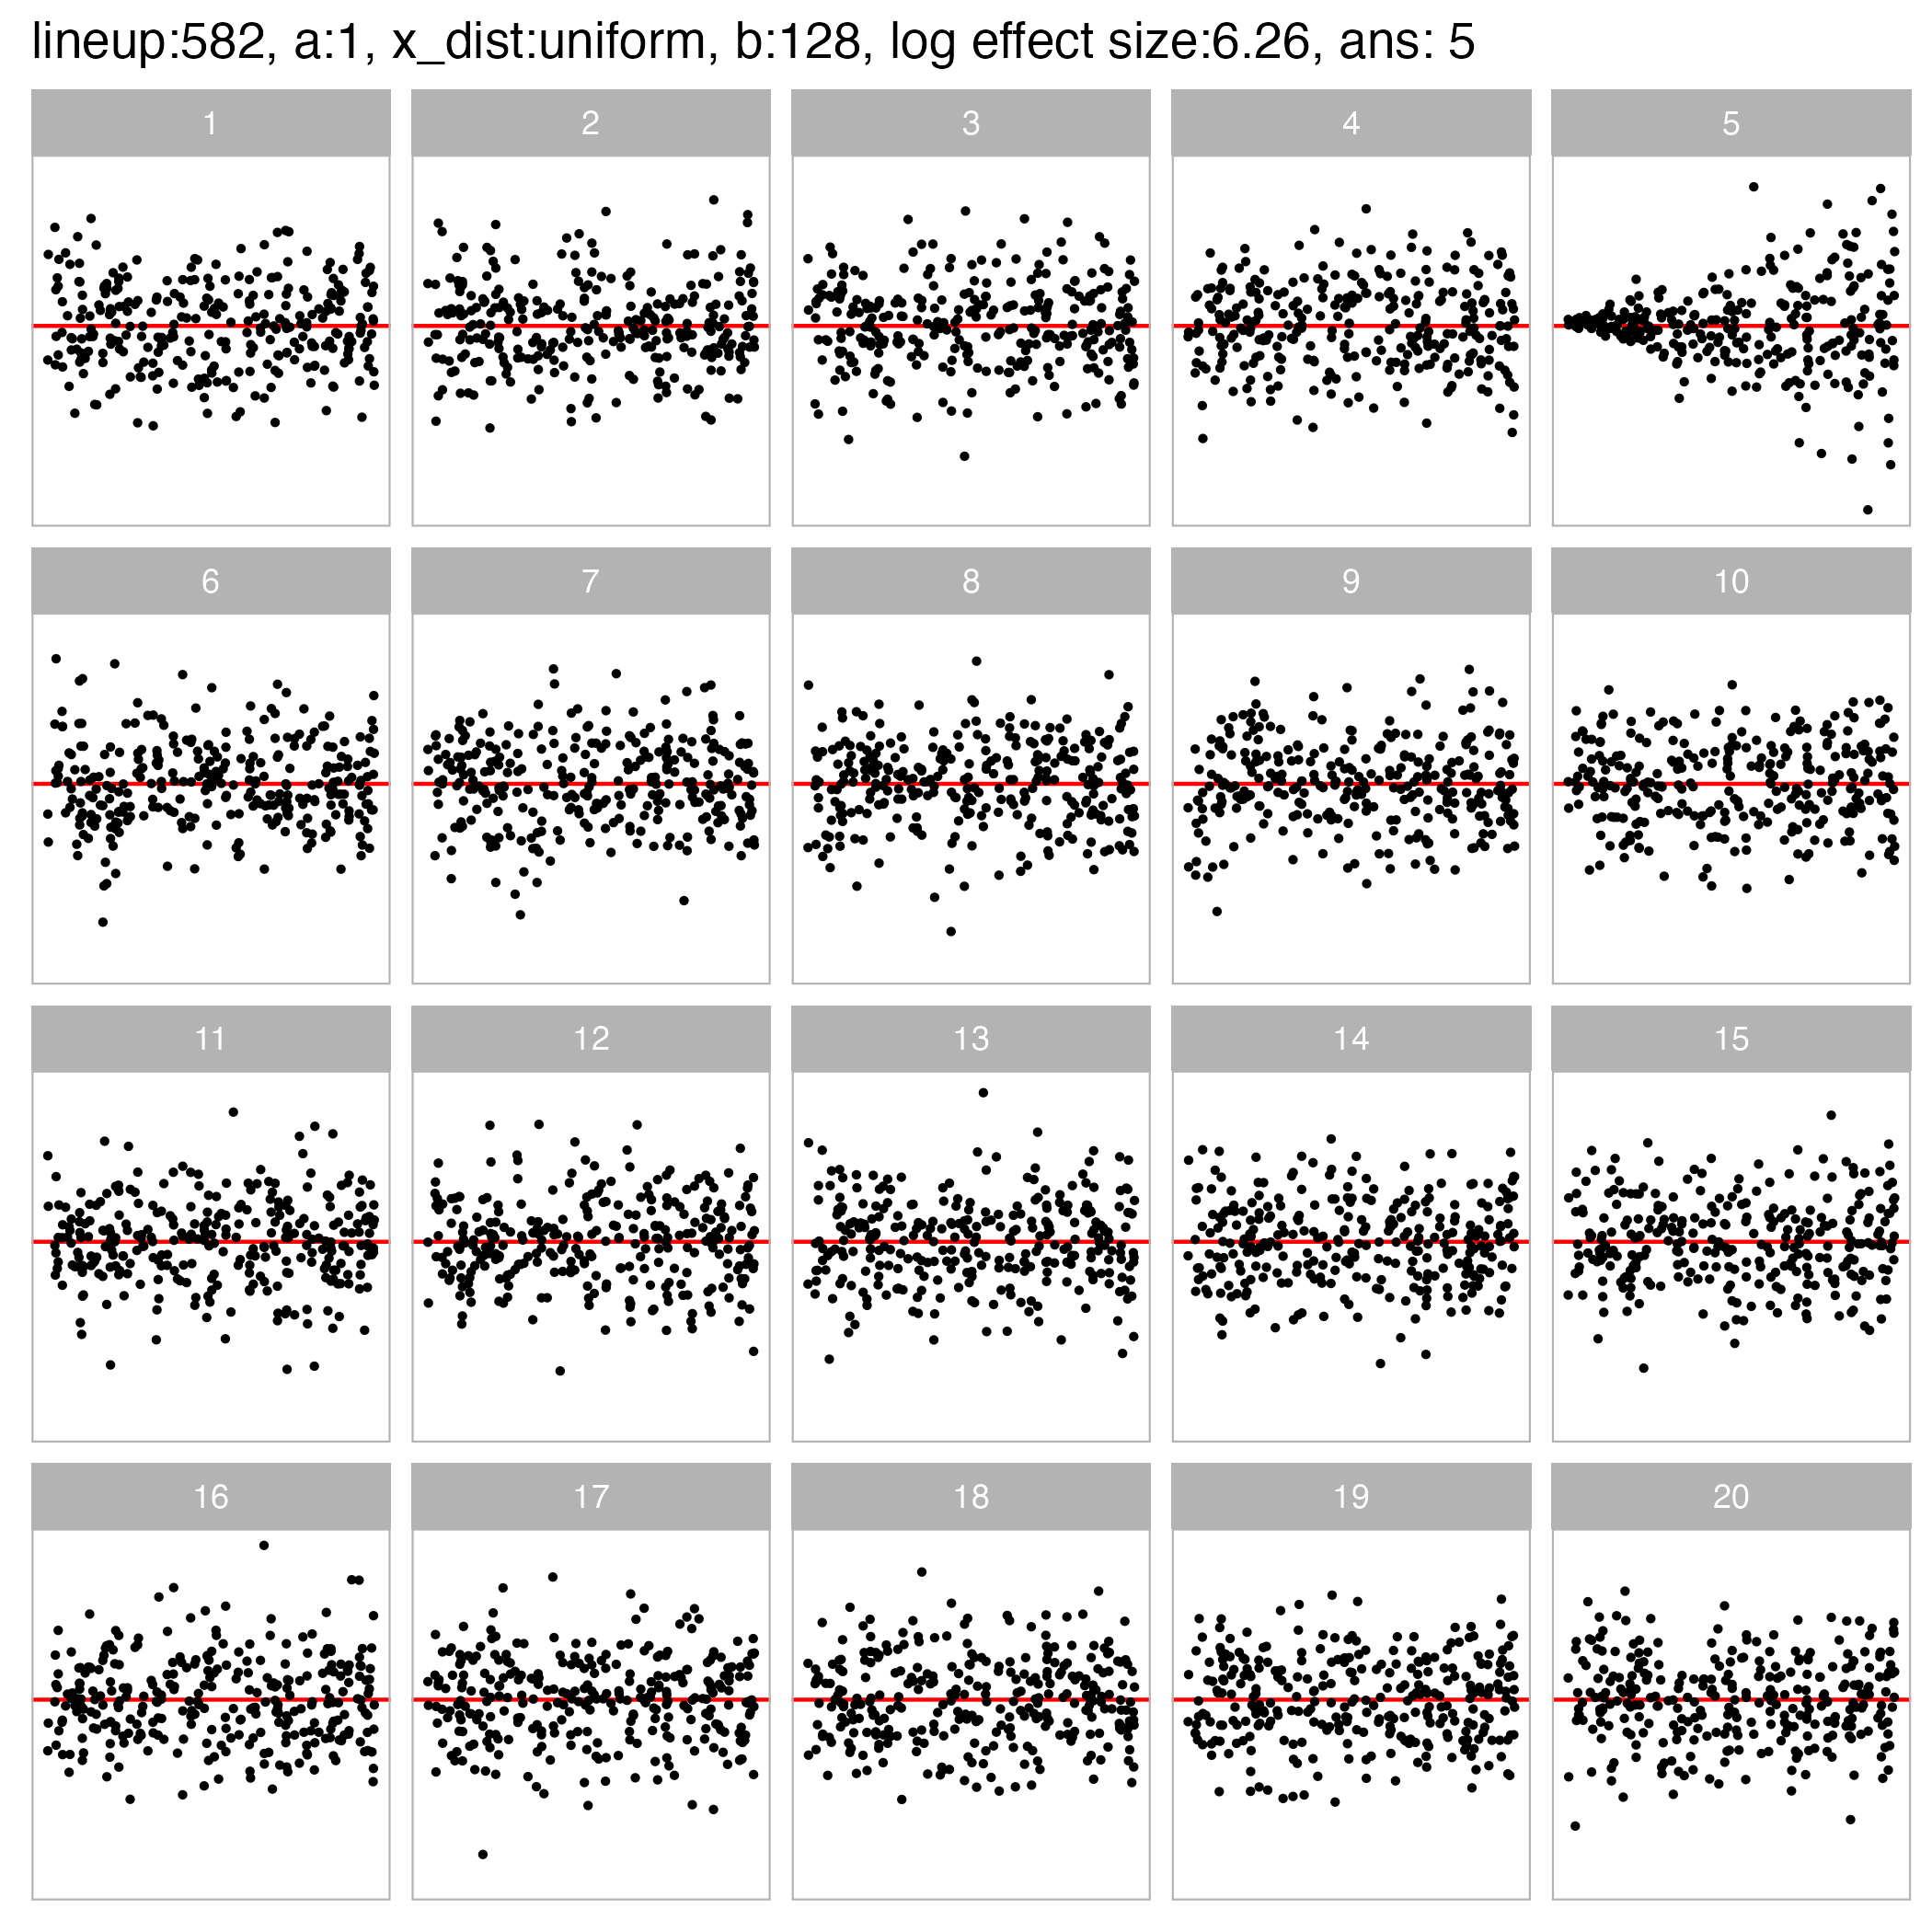 lineup:582, a:1, x_dist:uniform, b:128, log effect size:6.26, ans: 5
1 2 3 4 5
6 7 8 9 10
11 12 13 14 15
16 17 18 19 20